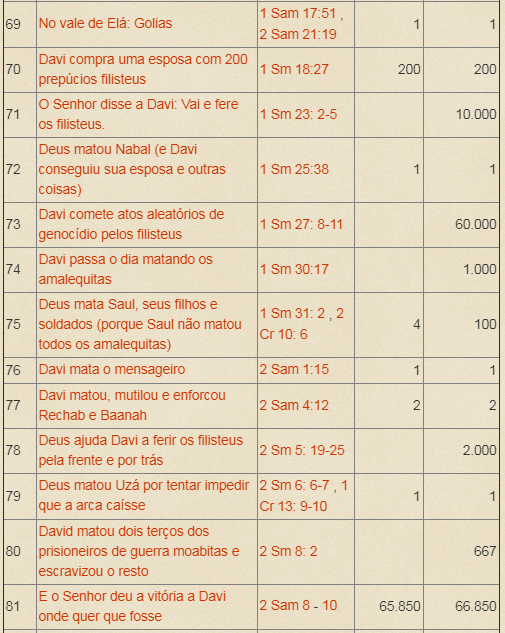 69 No vale de Elá: Golias 1 Sam 17:51 , 2 Sam 21:19 1 1
70 Davi compra uma esposa com 200 prepúcios filisteus 1 Sm 18:27 200 200
71 O Senhor disse a Davi: Vai e fere os filisteus. 1 Sm 23: 2-5 10.000
72 Deus matou Nabal (e Davi conseguiu sua esposa e outras coisas) 1 Sm 25:38 1 1
73 Davi comete atos aleatórios de genocídio pelos filisteus 1 Sm 27: 8-11 60.000
74 Davi passa o dia matando os amalequitas 1 Sm 30:17 1.000
75 Deus mata Saul, seus filhos e soldados (porque Saul não matou todos os amalequitas) 1 Sm 31: 2 , 2 Cr 10: 6 4 100
76 Davi mata o mensageiro 2 Sam 1:15 1 1
77 Davi matou, mutilou e enforcou Rechab e Baanah 2 Sam 4:12 2 2
78 Deus ajuda Davi a ferir os filisteus pela frente e por trás 2 Sm 5: 19-25 2.000
79 Deus matou Uzá por tentar impedir que a arca caísse 2 Sm 6: 6-7 , 1 Cr 13: 9-10 1 1
80 David matou dois terços dos prisioneiros de guerra moabitas e escravizou o resto 2 Sm 8: 2 667
81 E o Senhor deu a vitória a Davi onde quer que fosse 2 Sam 8 - 10 65.850 66.850